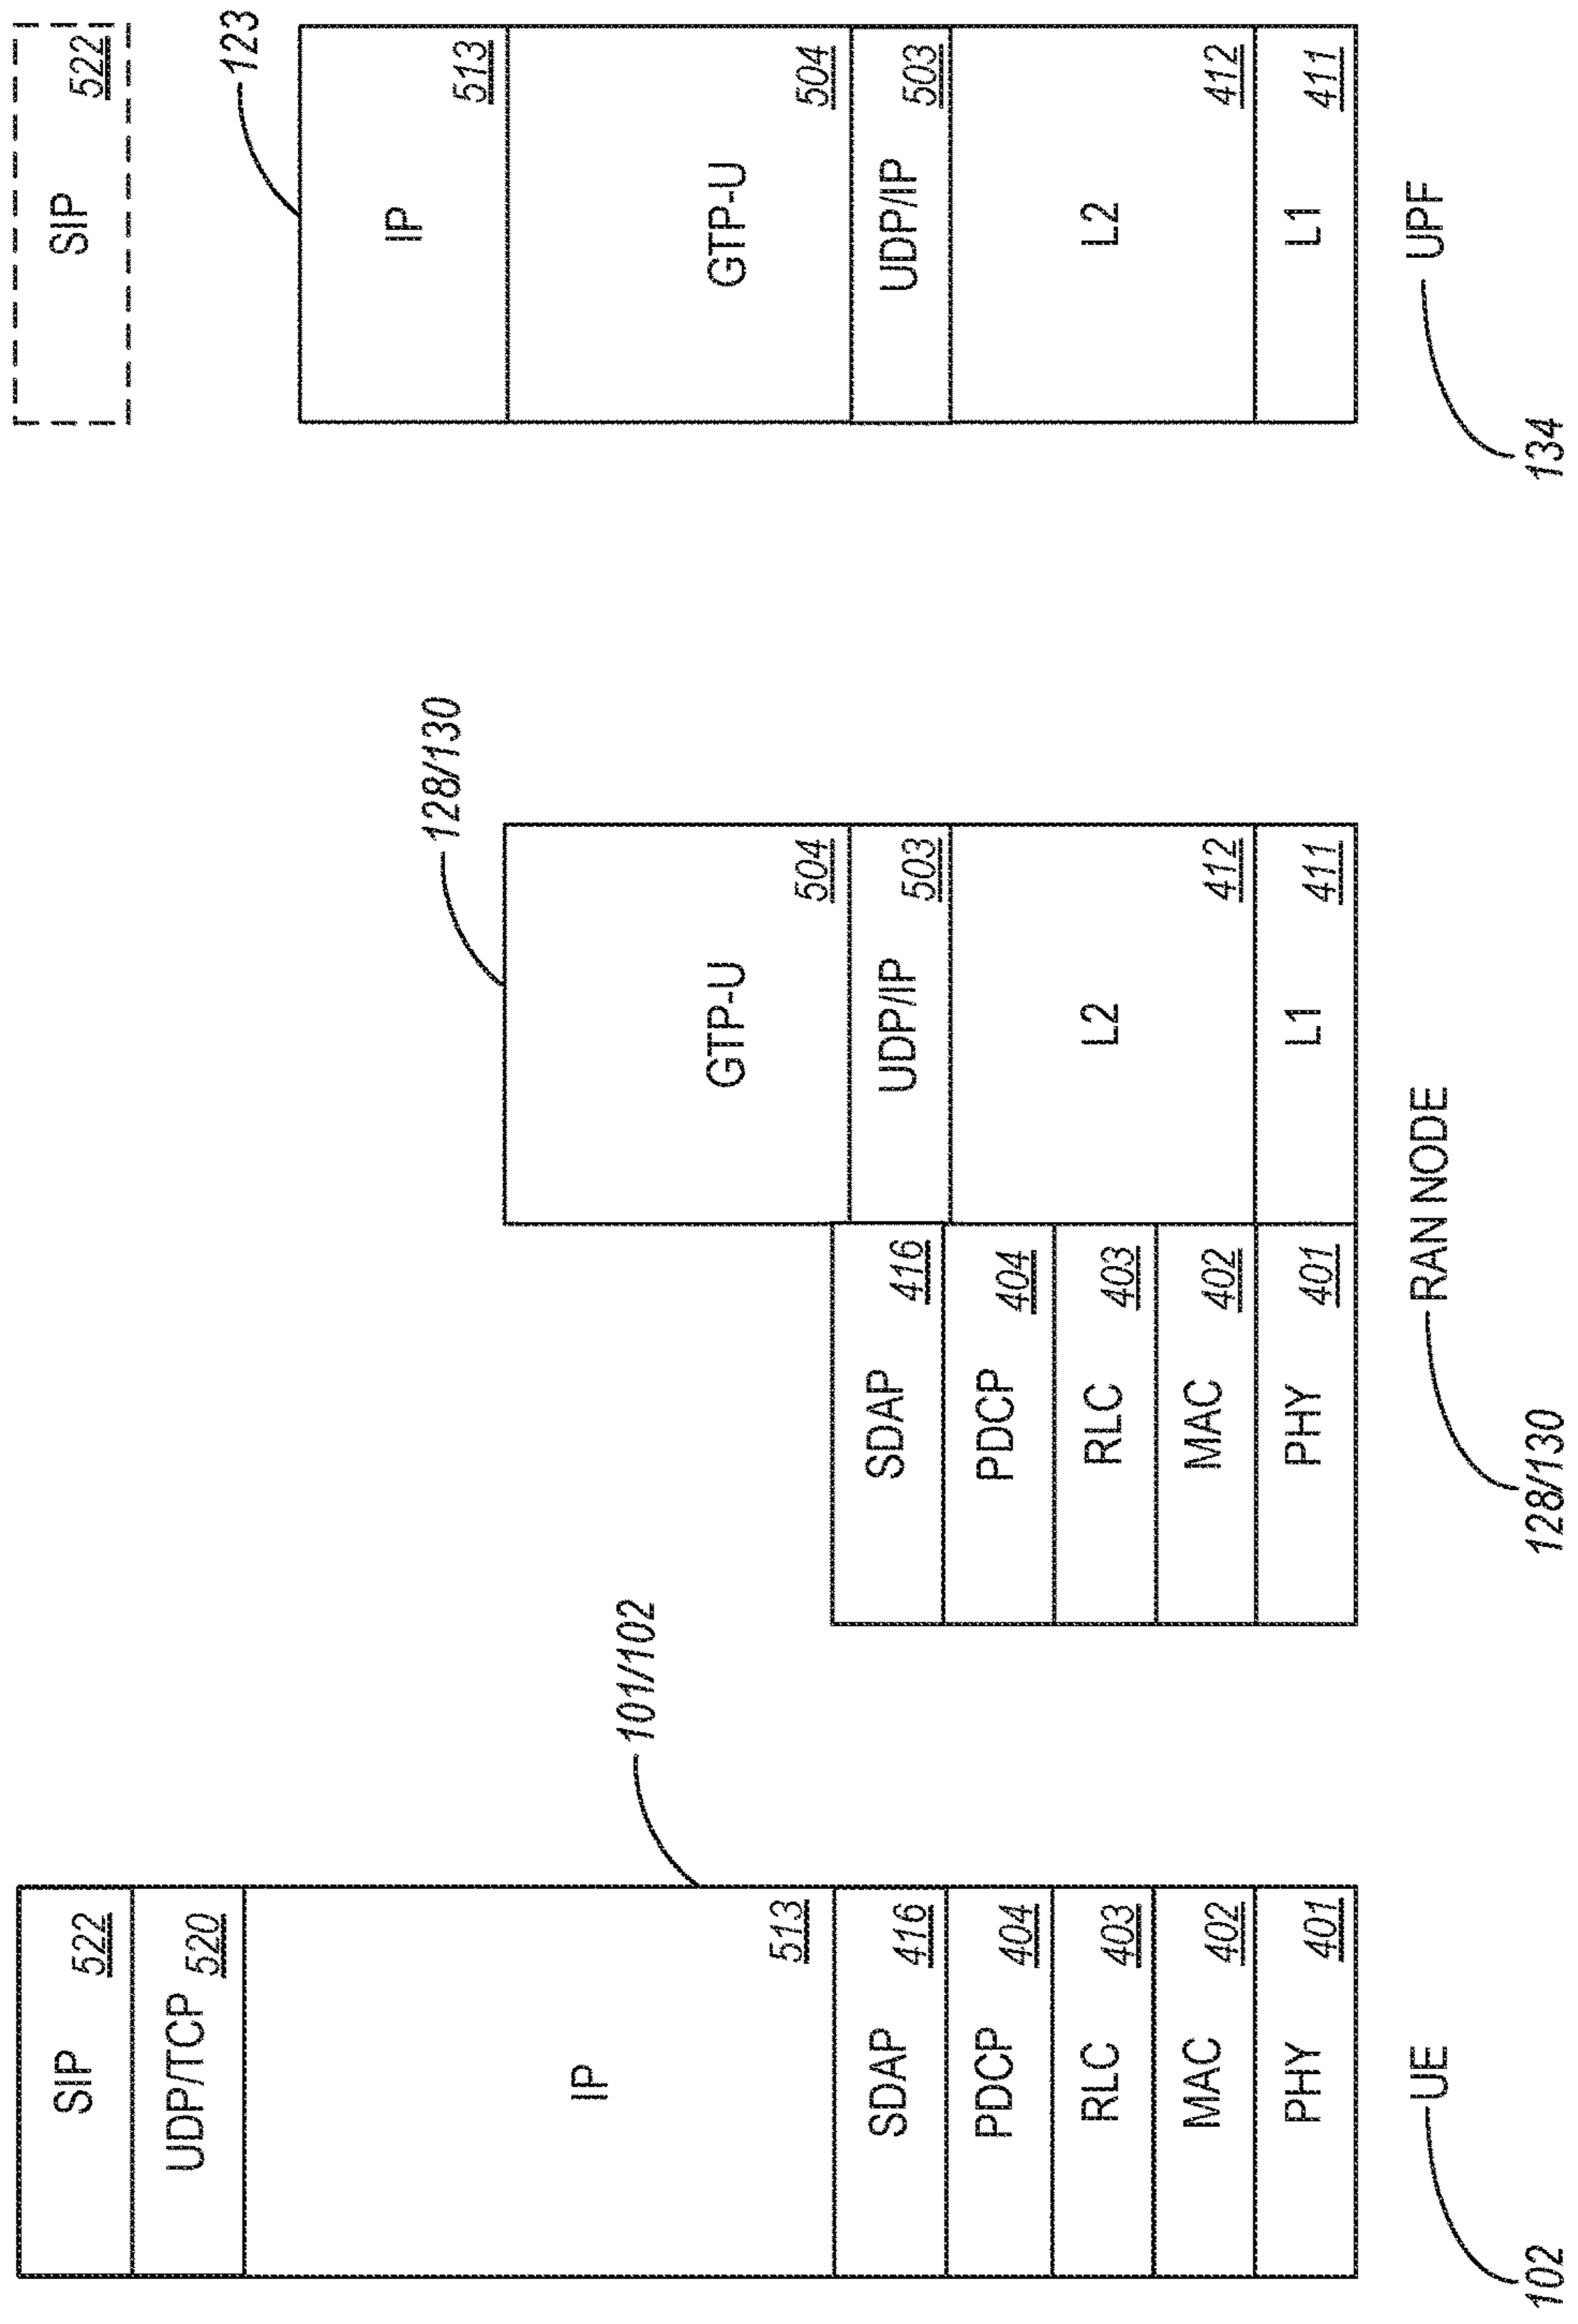 SIP
522
UDP/TCP
520
IP
513
SDAP
416
PDCP
404
RLC
403
MAC
402
PHY
401
101/102
UE
102
SDAP
416
PDCP
404
RLC
403
MAC
402
PHY
401
GTP-U
504
UDP/IP
503
L2
412
L1
411
128/130
RAN NODE
128/130
SIP
522
123
IP
513
GTP-U
504
UDP/IP
503
L2
412
L1
411
UPF
134